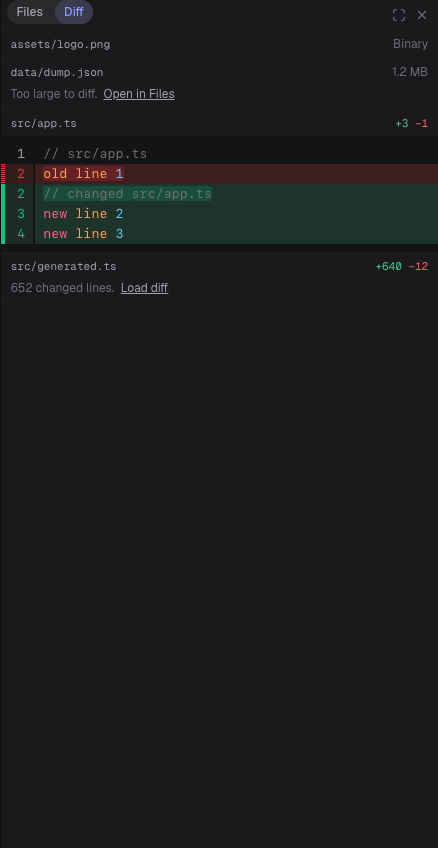 Files Diff
assets/logo.png Binary
data/dump.json 1.2 MB
Too large to diff. Open in Files
src/app.ts +3 −1
1 // src/app.ts
2 old line 1
2 // changed src/app.ts
3 new line 2
4 new line 3
src/generated.ts +640 −12
652 changed lines. Load diff